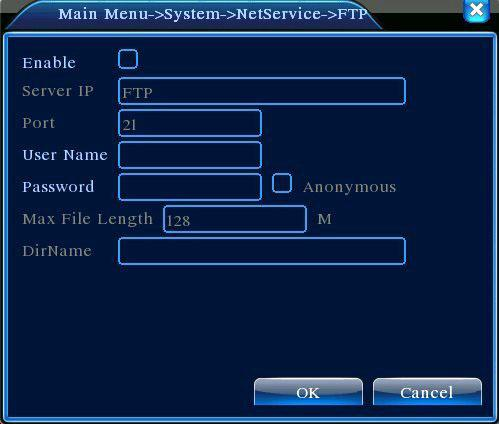 Main Menu->System->NetService->FTP
Enable
Server IP FTP
Port 21
User Name
Password Anonymous
Max File Length 128 M
DirName
OK Cancel